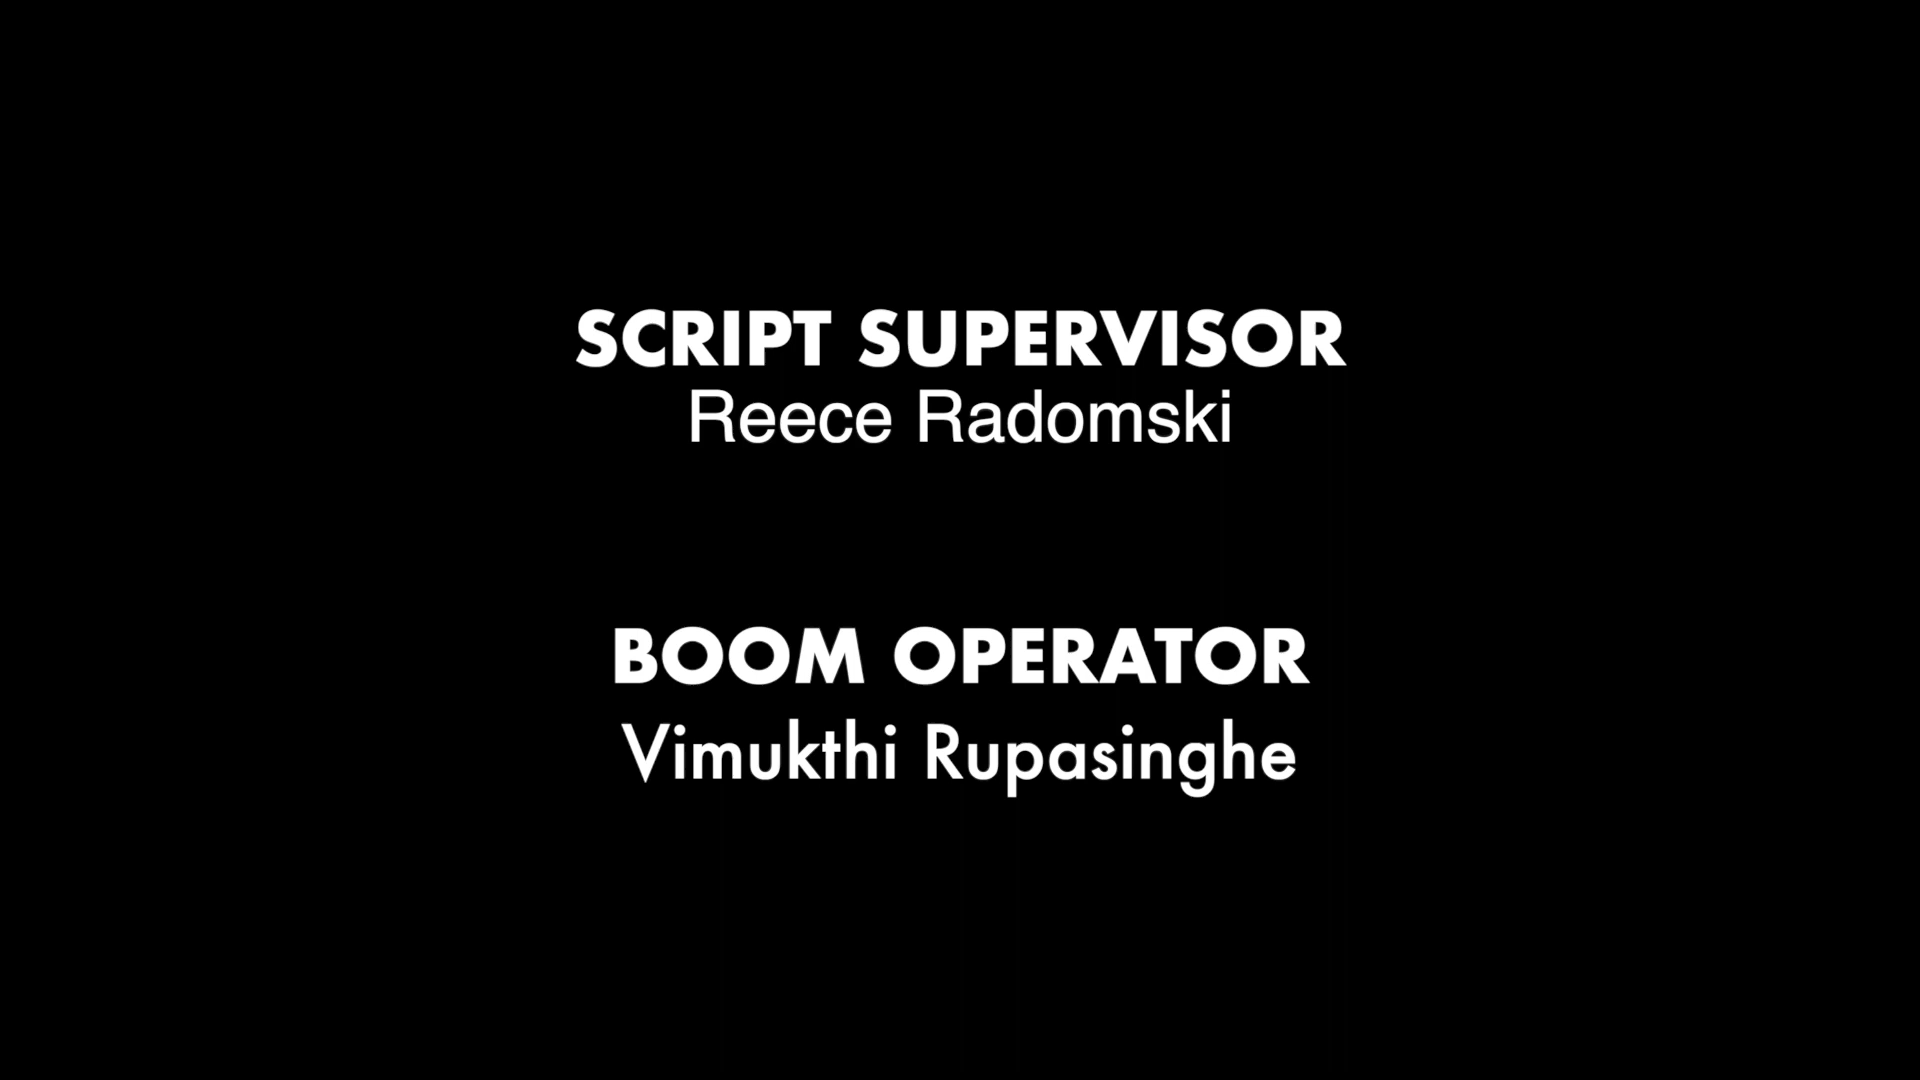 SCRIPT SUPERVISOR
Reece Radomski
BOOM OPERATOR
Vimukthi Rupasinghe